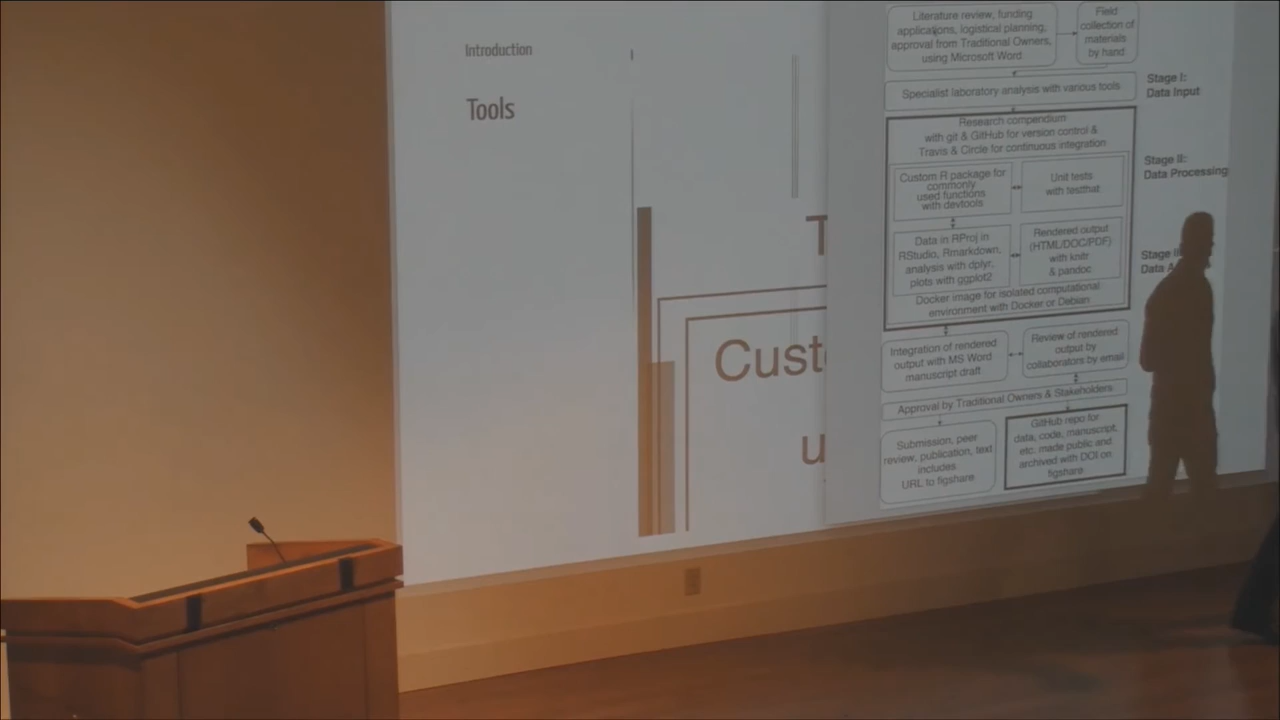 Introduction
Tools
T
Custo
u
Literature review, funding
applications, logistical planning,
approval from Traditional Owners,
using Microsoft Word
Field
collection of
materials
by hand
Specialist laboratory analysis with various tools
Stage I:
Data Input
Research compendium
with git & GitHub for version control &
Travis & Circle for continuous integration
Custom R package for
commonly
used functions
with devtools
Unit tests
with testthat
Stage II:
Data Processing
Data in RProj in
RStudio, Rmarkdown,
analysis with dplyr,
plots with ggplot2
Rendered output
(HTML/DOC/PDF)
with knitr
& pandoc
Stage
Data
Docker image for isolated computational
environment with Docker or Debian
Integration of rendered
output with MS Word
manuscript draft
Review of rendered
output by
collaborators by email
Approval by Traditional Owners & Stakeholders
Submission, peer
review, publication, text
includes
URL to figshare
GitHub repo for
data, code, manuscript,
etc. made public and
archived with DOI on
figshare